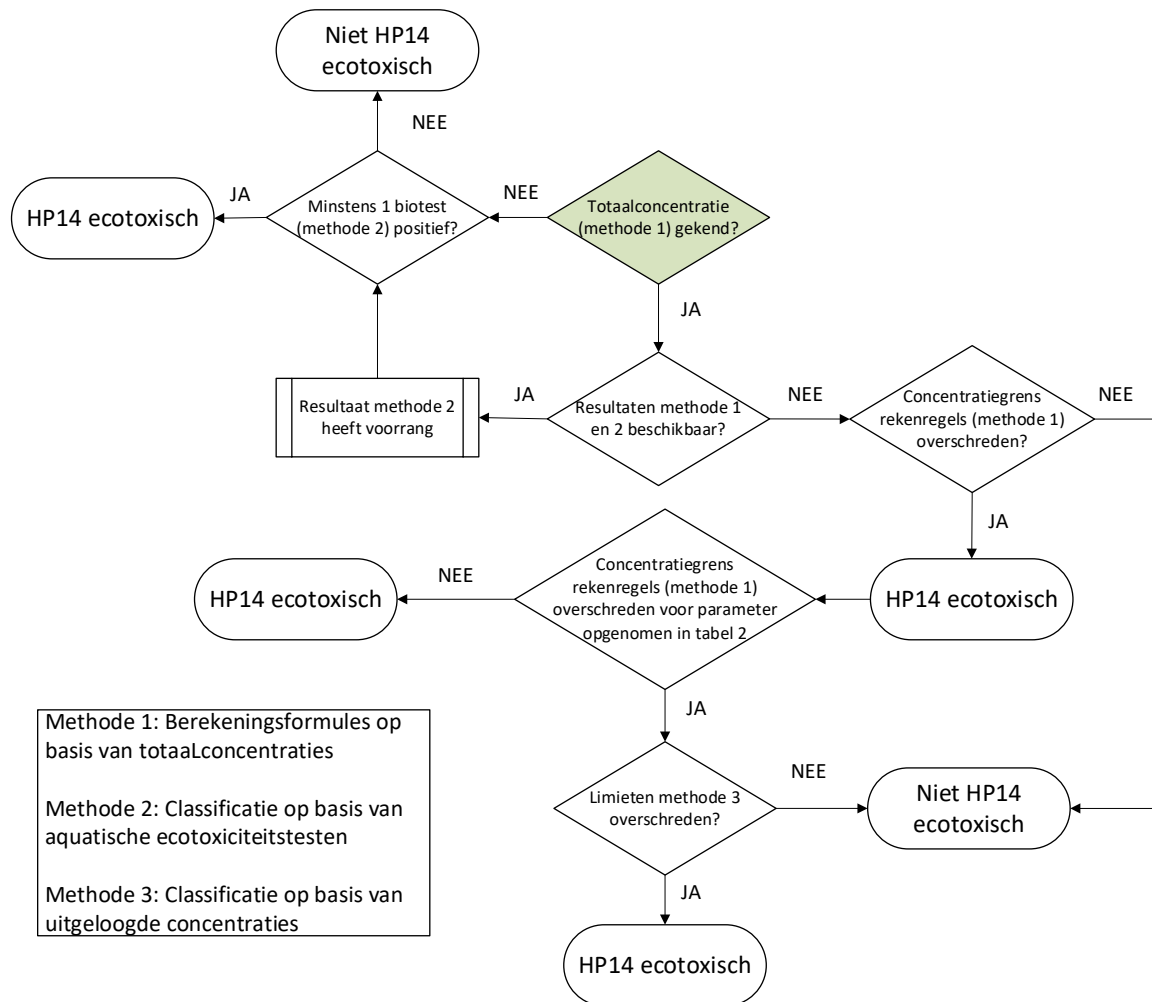 Niet HP14
ecotoxisch
NEE
JA
HP14 ecotoxisch
Minstens 1 biotest
(methode 2) positief?
NEE
Totaalconcentratie
(methode 1) gekend?
JA
Resultaat methode 2
heeft voorrang
JA
Resultaten methode 1
en 2 beschikbaar?
NEE
Concentratiegrens
rekenregels (methode 1)
overschreden?
NEE
JA
HP14 ecotoxisch
NEE
Concentratiegrens
rekenregels (methode 1)
overschreden voor parameter
opgenomen in tabel 2
HP14 ecotoxisch
JA
Methode 1: Berekeningsformules op
basis van totaaLconcentraties
Methode 2: Classificatie op basis van
aquatische ecotoxiciteitstesten
Methode 3: Classificatie op basis van
uitgeloogde concentraties
Limieten methode 3
overschreden?
NEE
Niet HP14
ecotoxisch
JA
HP14 ecotoxisch